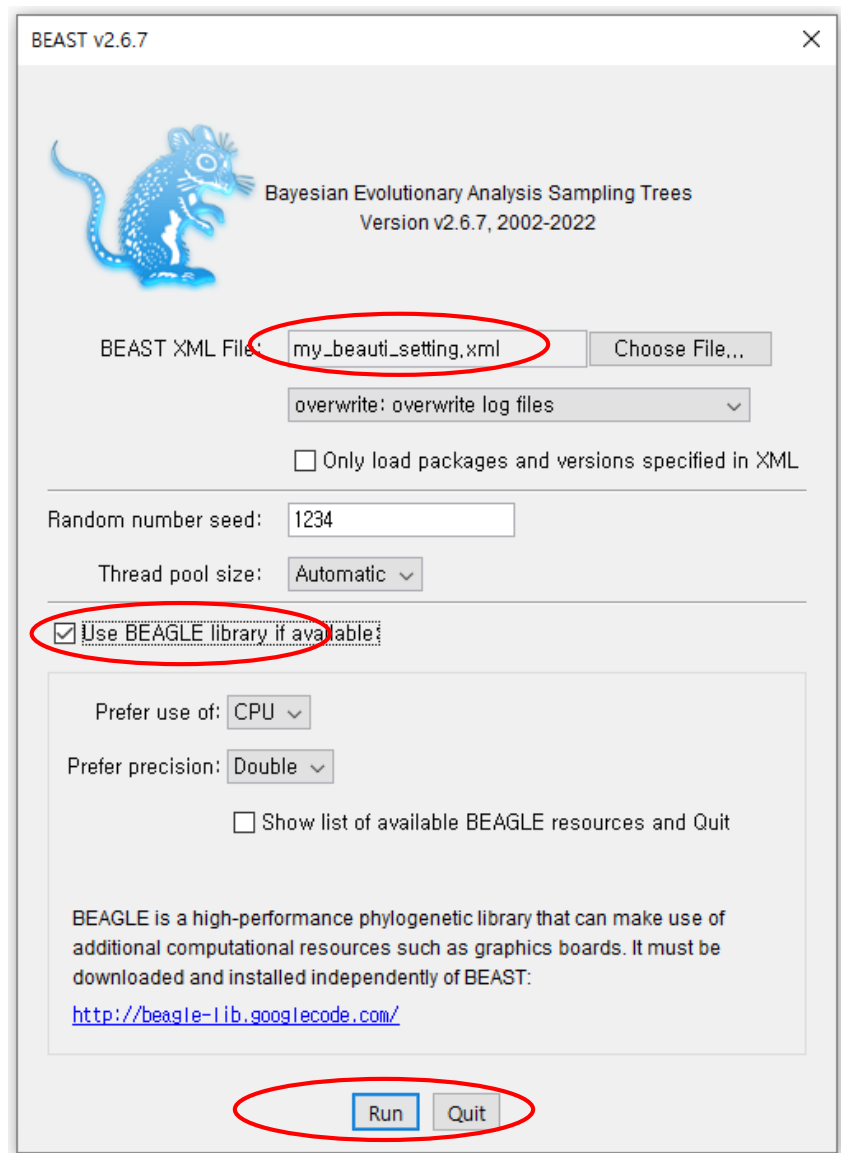 BEAST v2.6.7
Bayesian Evolutionary Analysis Sampling Trees
Version v2.6.7, 2002-2022
BEAST XML File: my_beauti_setting,xml Choose File,,,
overwrite: overwrite log files
Only load packages and versions specified in XML
Random number seed: 1234
Thread pool size: Automatic
Use BEAGLE library if available:
Prefer use of: CPU
Prefer precision: Double
Show list of available BEAGLE resources and Quit
BEAGLE is a high-performance phylogenetic library that can make use of
additional computational resources such as graphics boards. It must be
downloaded and installed independently of BEAST:
http://beagle-lib.googlecode.com/
Run Quit